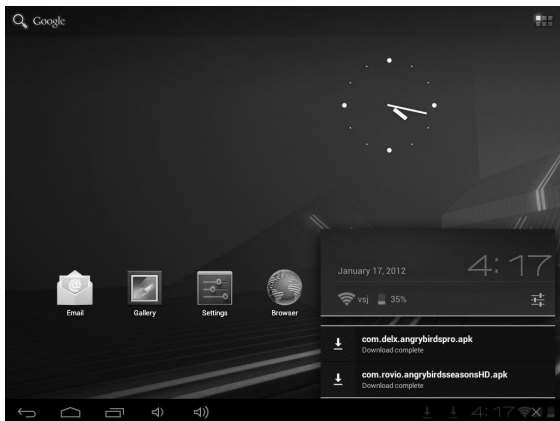 Google
January 17, 2012
4:17
vsj
35%
Email
Gallery
Settings
Browser
com.delx.angrybirdspro.apk
Download complete
com.rovio.angrybirdsseasonsHD.apk
Download complete
4:17